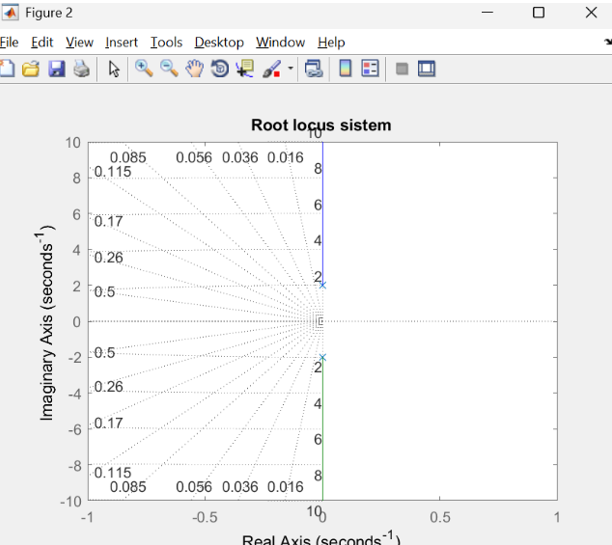 Figure 2
File Edit View Insert Tools Desktop Window Help
Root locus sistem
10
10 0.085 0.056 0.036 0.016
8 0.115 8
6 0.17 6
4 0.26 4
2 0.5 2
0
-2 0.5 2
-4 0.26 4
-6 0.17 6
-8 0.115 8
0.085 0.056 0.036 0.016
-10 10
-1 -0.5 0 0.5 1
Imaginary Axis (seconds⁻¹)
Real Axis (seconds⁻¹)